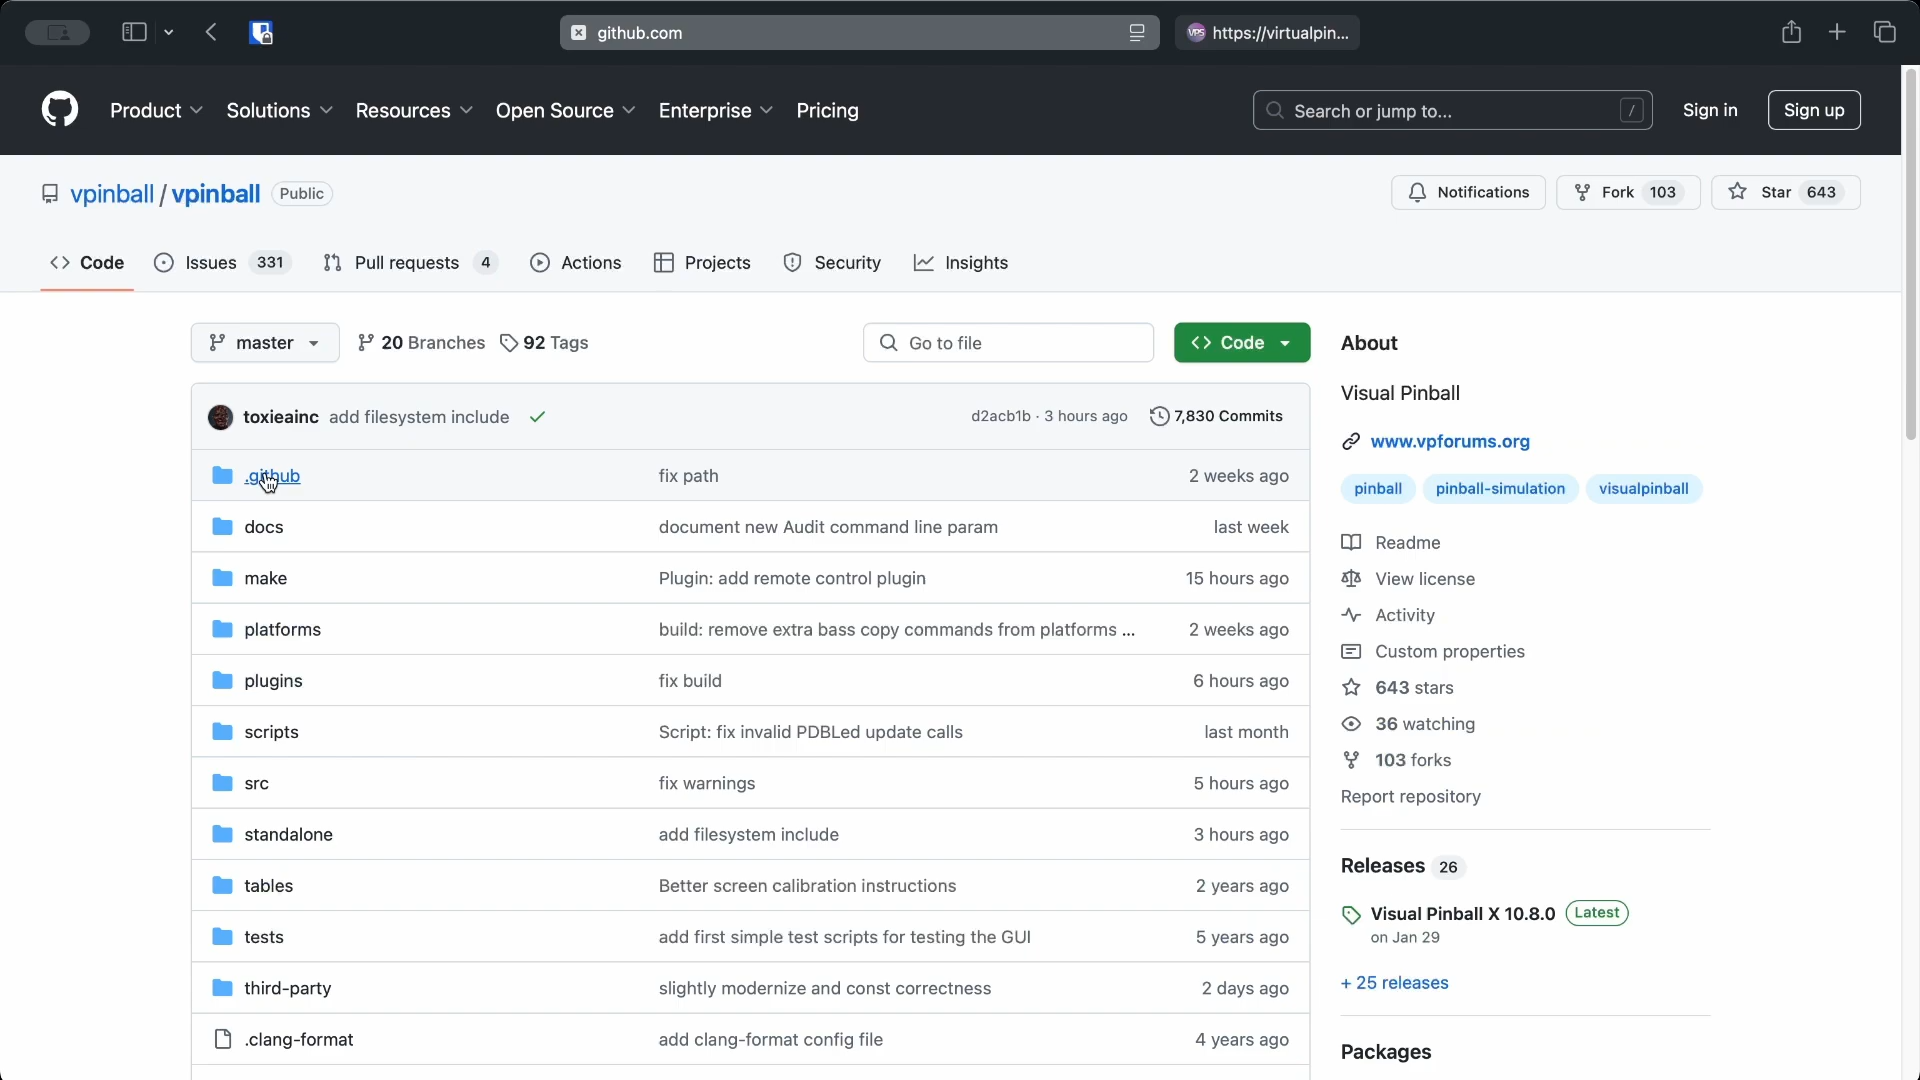 github.com
VPS https://virtualpin...
Product Solutions Resources Open Source Enterprise Pricing Search or jump to... / Sign in Sign up
vpinball / vpinball Public Notifications Fork 103 Star 643
Code Issues 331 Pull requests 4 Actions Projects Security Insights
master 20 Branches 92 Tags Go to file Code
toxieainc add filesystem include d2acb1b · 3 hours ago 7,830 Commits
.github fix path 2 weeks ago
docs document new Audit command line param last week
make Plugin: add remote control plugin 15 hours ago
platforms build: remove extra bass copy commands from platforms ... 2 weeks ago
plugins fix build 6 hours ago
scripts Script: fix invalid PDBLed update calls last month
src fix warnings 5 hours ago
standalone add filesystem include 3 hours ago
tables Better screen calibration instructions 2 years ago
tests add first simple test scripts for testing the GUI 5 years ago
third-party slightly modernize and const correctness 2 days ago
.clang-format add clang-format config file 4 years ago
About
Visual Pinball
www.vpforums.org
pinball pinball-simulation visualpinball
Readme
View license
Activity
Custom properties
643 stars
36 watching
103 forks
Report repository
Releases 26
Visual Pinball X 10.8.0 Latest
on Jan 29
+ 25 releases
Packages